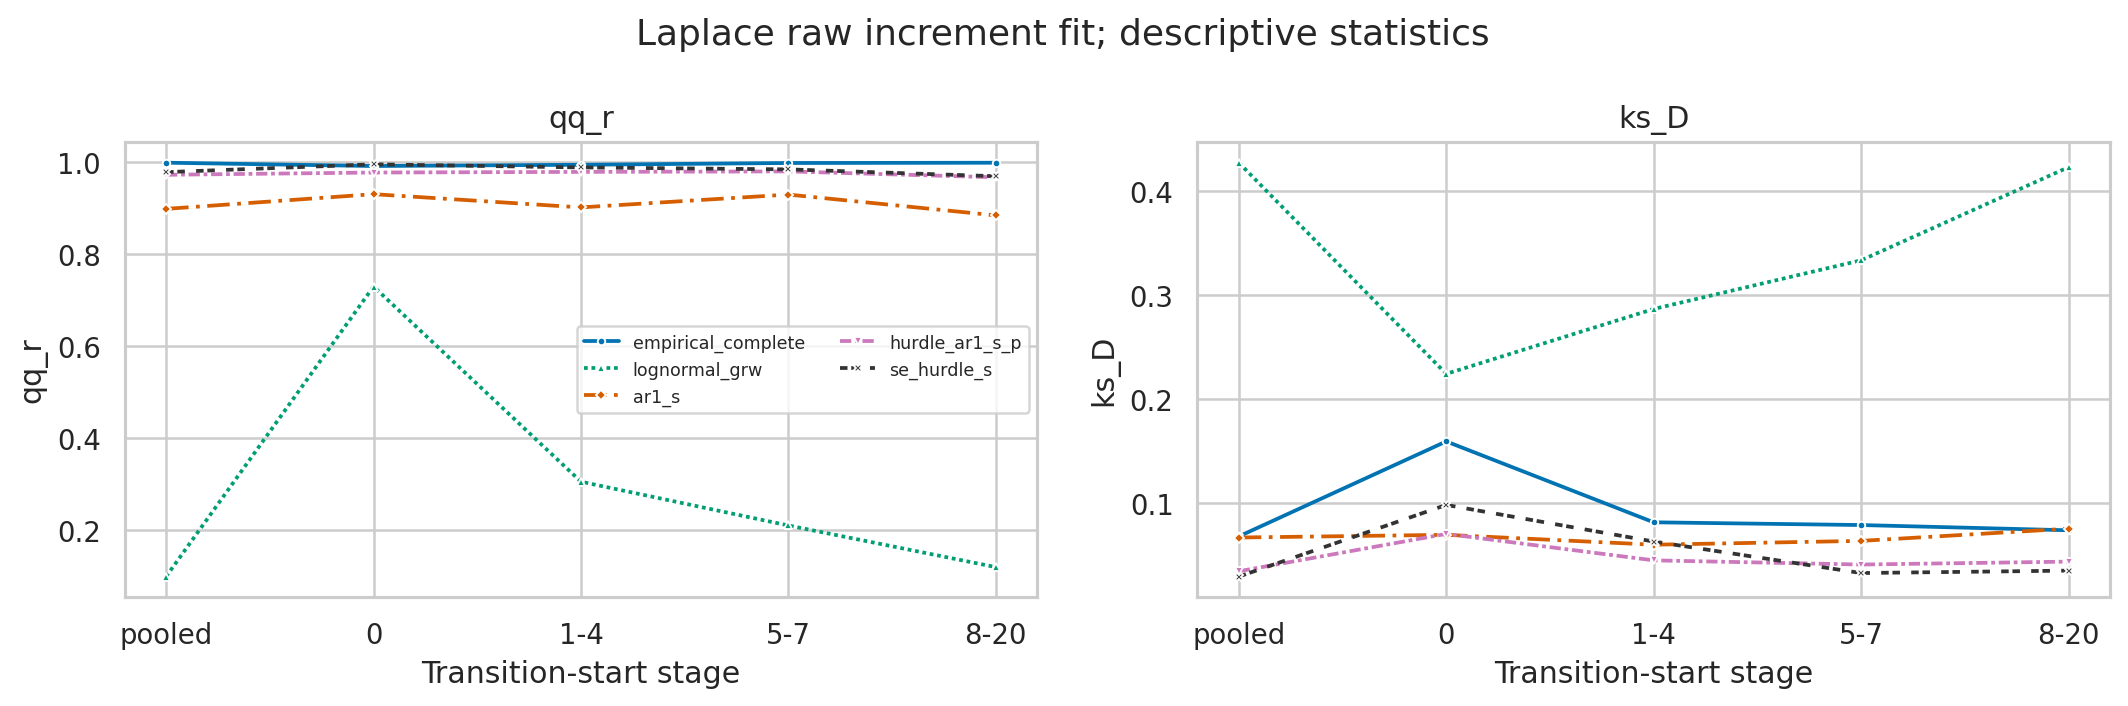 Laplace raw increment fit; descriptive statistics
qq_r
qq_r
1.0
0.8
0.6
0.4
0.2
empirical_complete
lognormal_grw
ar1_s
hurdle_ar1_s_p
se_hurdle_s
pooled
0
1-4
5-7
8-20
Transition-start stage
ks_D
ks_D
0.4
0.3
0.2
0.1
pooled
0
1-4
5-7
8-20
Transition-start stage